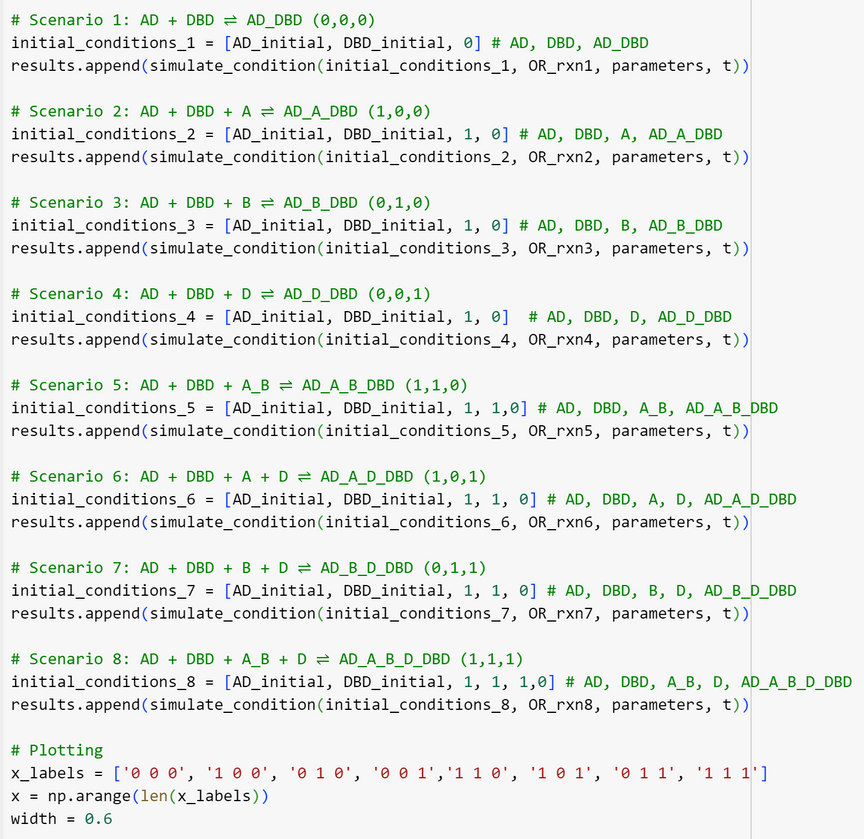 # Scenario 1: AD + DBD ⇌ AD_DBD (0,0,0)
initial_conditions_1 = [AD_initial, DBD_initial, 0] # AD, DBD, AD_DBD
results.append(simulate_condition(initial_conditions_1, OR_rxn1, parameters, t))
# Scenario 2: AD + DBD + A ⇌ AD_A_DBD (1,0,0)
initial_conditions_2 = [AD_initial, DBD_initial, 1, 0] # AD, DBD, A, AD_A_DBD
results.append(simulate_condition(initial_conditions_2, OR_rxn2, parameters, t))
# Scenario 3: AD + DBD + B ⇌ AD_B_DBD (0,1,0)
initial_conditions_3 = [AD_initial, DBD_initial, 1, 0] # AD, DBD, B, AD_B_DBD
results.append(simulate_condition(initial_conditions_3, OR_rxn3, parameters, t))
# Scenario 4: AD + DBD + D ⇌ AD_D_DBD (0,0,1)
initial_conditions_4 = [AD_initial, DBD_initial, 1, 0]  # AD, DBD, D, AD_D_DBD
results.append(simulate_condition(initial_conditions_4, OR_rxn4, parameters, t))
# Scenario 5: AD + DBD + A_B ⇌ AD_A_B_DBD (1,1,0)
initial_conditions_5 = [AD_initial, DBD_initial, 1, 1,0] # AD, DBD, A_B, AD_A_B_DBD
results.append(simulate_condition(initial_conditions_5, OR_rxn5, parameters, t))
# Scenario 6: AD + DBD + A + D ⇌ AD_A_D_DBD (1,0,1)
initial_conditions_6 = [AD_initial, DBD_initial, 1, 1, 0] # AD, DBD, A, D, AD_A_D_DBD
results.append(simulate_condition(initial_conditions_6, OR_rxn6, parameters, t))
# Scenario 7: AD + DBD + B + D ⇌ AD_B_D_DBD (0,1,1)
initial_conditions_7 = [AD_initial, DBD_initial, 1, 1, 0] # AD, DBD, B, D, AD_B_D_DBD
results.append(simulate_condition(initial_conditions_7, OR_rxn7, parameters, t))
# Scenario 8: AD + DBD + A_B + D ⇌ AD_A_B_D_DBD (1,1,1)
initial_conditions_8 = [AD_initial, DBD_initial, 1, 1, 1,0] # AD, DBD, A_B, D, AD_A_B_D_DBD
results.append(simulate_condition(initial_conditions_8, OR_rxn8, parameters, t))
# Plotting
x_labels = ['0 0 0', '1 0 0', '0 1 0', '0 0 1','1 1 0', '1 0 1', '0 1 1', '1 1 1']
x = np.arange(len(x_labels))
width = 0.6